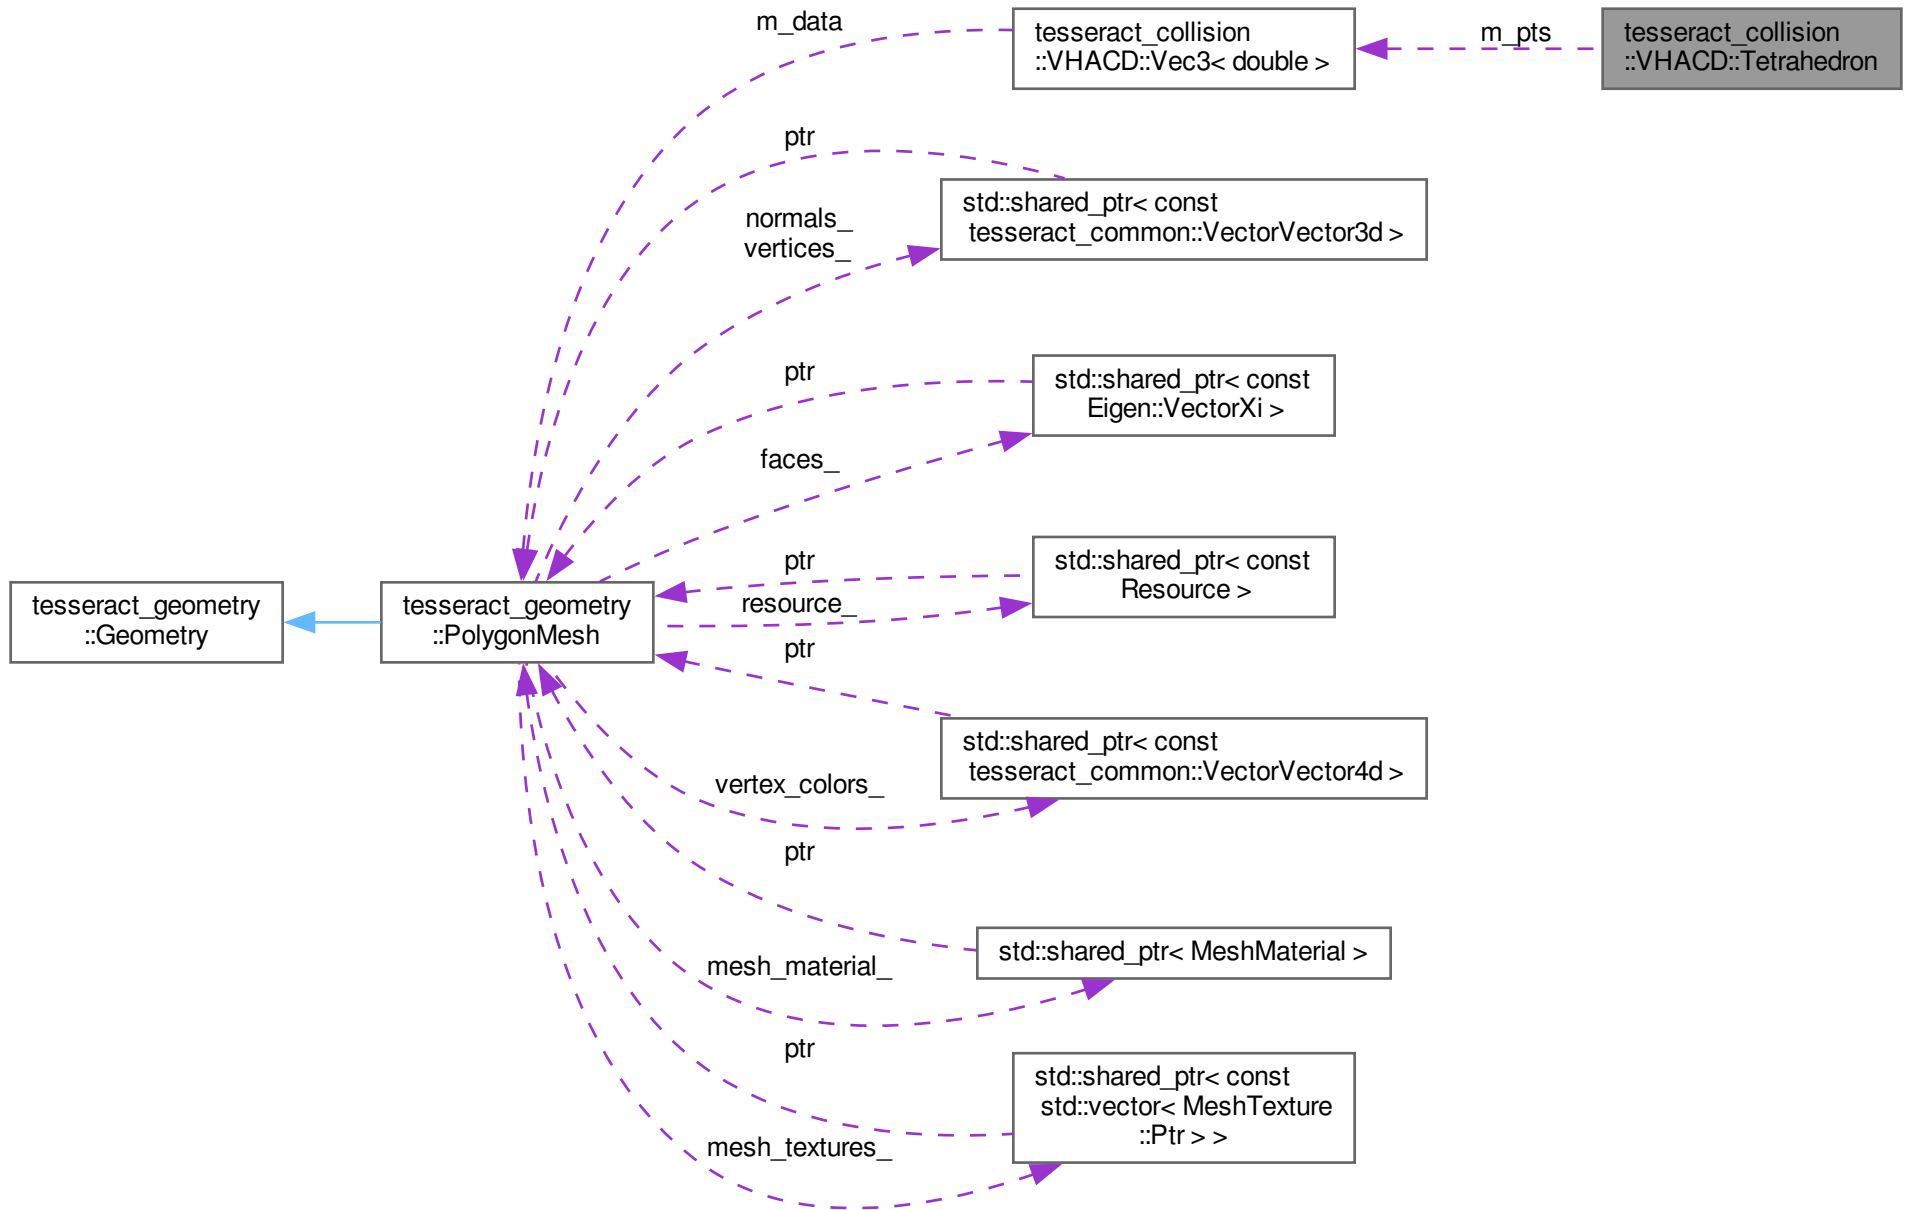 m_data
tesseract_collision
::VHACD::Vec3< double >
m_pts
tesseract_collision
::VHACD::Tetrahedron
ptr
std::shared_ptr< const
tesseract_common::VectorVector3d >
normals_
vertices_
ptr
std::shared_ptr< const
Eigen::VectorXi >
faces_
ptr
std::shared_ptr< const
Resource >
resource_
tesseract_geometry
::Geometry
tesseract_geometry
::PolygonMesh
ptr
std::shared_ptr< const
tesseract_common::VectorVector4d >
vertex_colors_
ptr
std::shared_ptr< MeshMaterial >
mesh_material_
ptr
std::shared_ptr< const
std::vector< MeshTexture
::Ptr > >
mesh_textures_